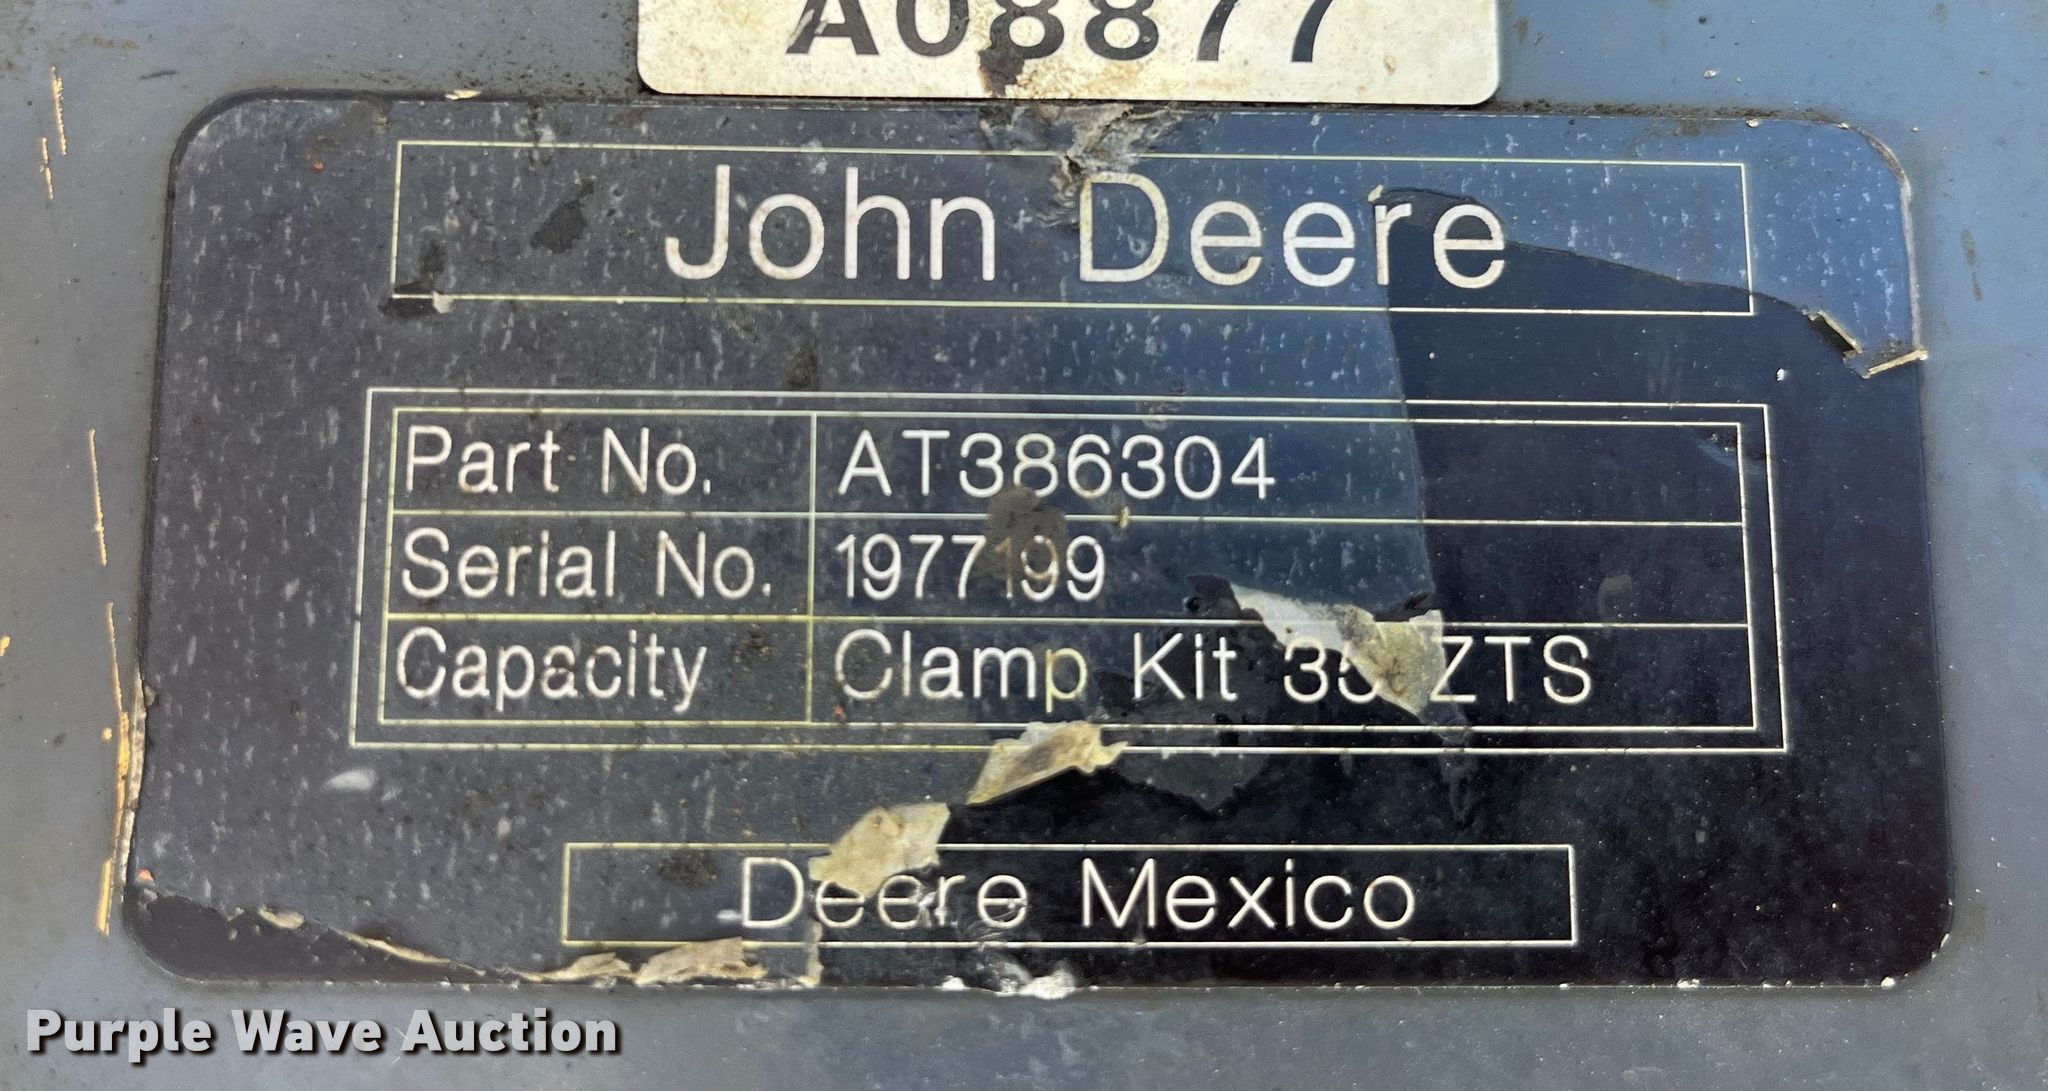 A08877
John Deere
Part No. AT386304
Serial No. 1977199
Capacity Clamp Kit ZTS
Deere Mexico
Purple Wave Auction